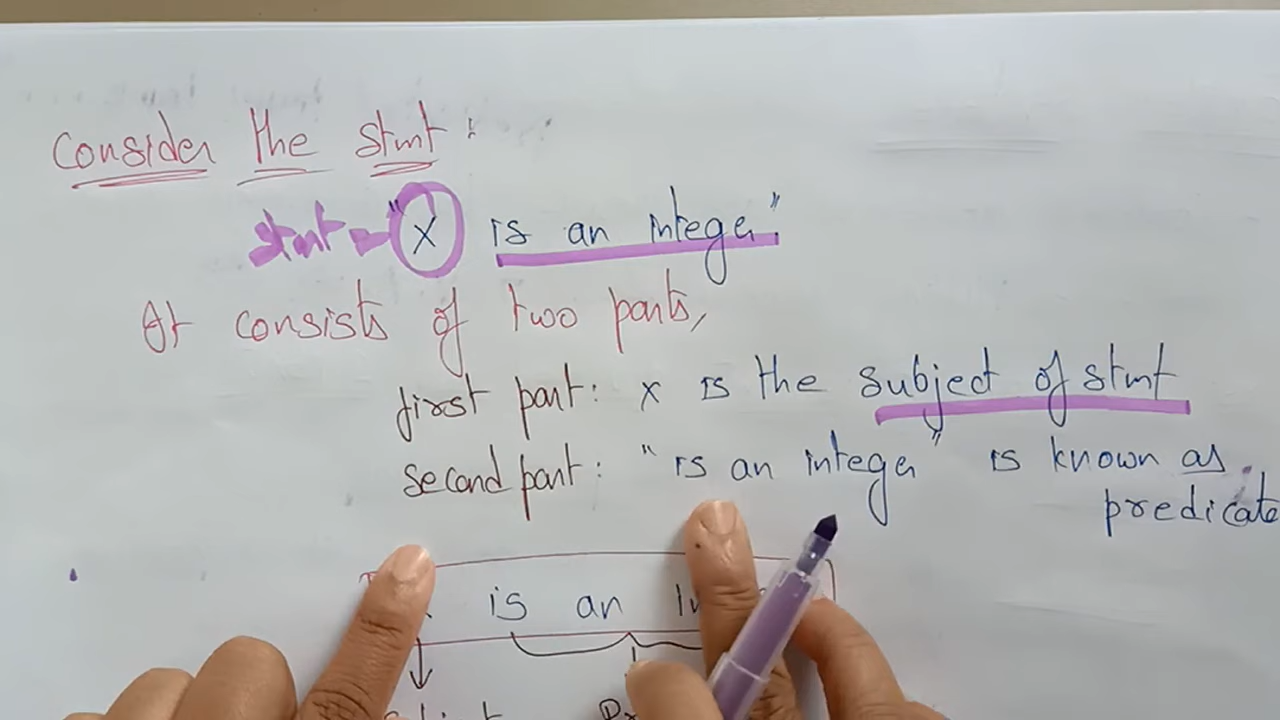 Consider the stmt :
stmt = "x is an integer".
It consists of two parts,
first part: x is the subject of stmt
second part: "is an integer" is known as
predicate
is an